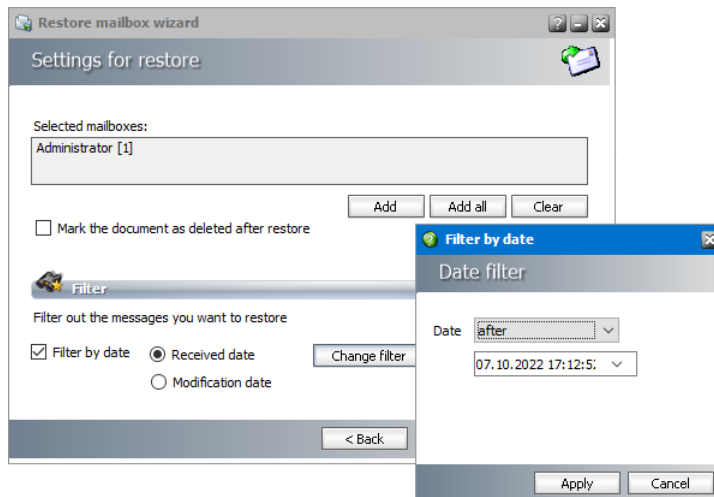 Restore mailbox wizard
Settings for restore
Selected mailboxes:
Administrator [1]
Add Add all Clear
Mark the document as deleted after restore
Filter
Filter out the messages you want to restore
Filter by date Received date Change filter
Modification date
< Back
Filter by date
Date filter
Date after
07.10.2022 17:12:52
Apply Cancel